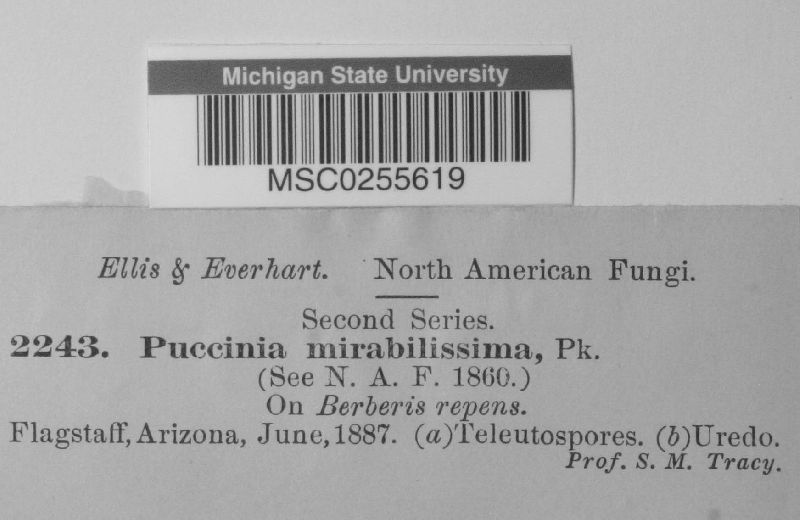 Michigan State University
MSC0255619
Ellis & Everhart. North American Fungi.
Second Series.
2243. Puccinia mirabilissima, Pk.
(See N. A. F. 1860.)
On Berberis repens.
Flagstaff, Arizona, June, 1887. (a)Teleutospores. (b)Uredo.
Prof. S. M. Tracy.